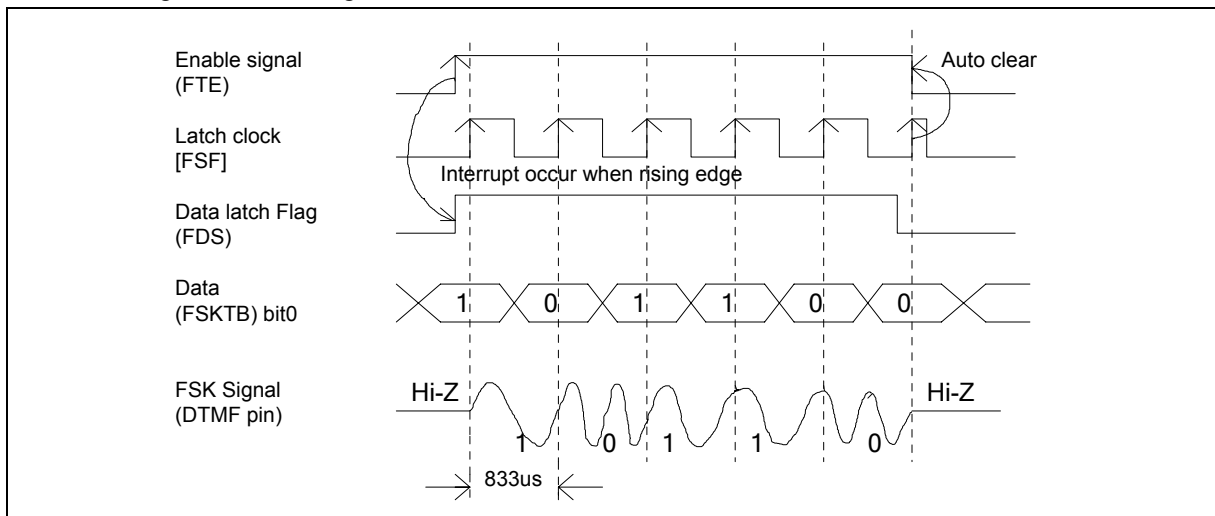 Enable signal
(FTE)
Auto clear
Latch clock
[FSF]
Interrupt occur when rising edge
Data latch Flag
(FDS)
Data
(FSKTB) bit0
1 0 1 1 0 0
FSK Signal
(DTMF pin)
Hi-Z
Hi-Z
1 0 1 1 0
833us